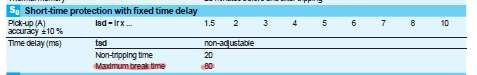 S₀ Short-time protection with fixed time delay
Pick-up (A) Isd = Ir x ... 1.5 2 3 4 5 6 7 8 10
accuracy ±10 %
Time delay (ms) tsd non-adjustable
Non-tripping time 20
Maximum break time 80